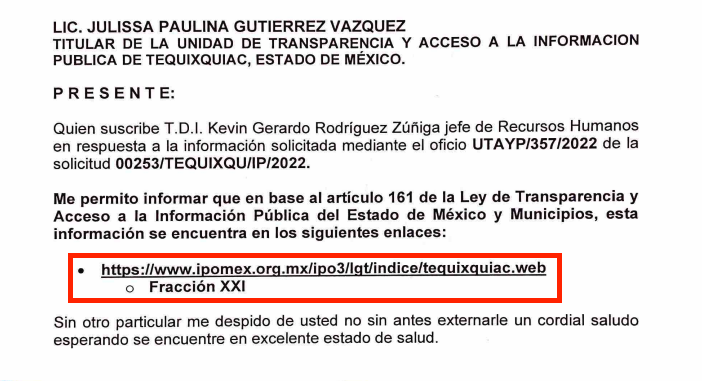 LIC. JULISSA PAULINA GUTIERREZ VAZQUEZ
TITULAR DE LA UNIDAD DE TRANSPARENCIA Y ACCESO A LA INFORMACION
PUBLICA DE TEQUIXQUIAC, ESTADO DE MÉXICO.
P R E S E N T E:
Quien suscribe T.D.I. Kevin Gerardo Rodríguez Zúñiga jefe de Recursos Humanos
en respuesta a la información solicitada mediante el oficio UTAYP/357/2022 de la
solicitud 00253/TEQUIXQU/IP/2022.
Me permito informar que en base al artículo 161 de la Ley de Transparencia y
Acceso a la Información Pública del Estado de México y Municipios, esta
información se encuentra en los siguientes enlaces:
• https://www.ipomex.org.mx/ipo3/lgt/indice/tequixquiac.web
o Fracción XXI
Sin otro particular me despido de usted no sin antes externarle un cordial saludo
esperando se encuentre en excelente estado de salud.